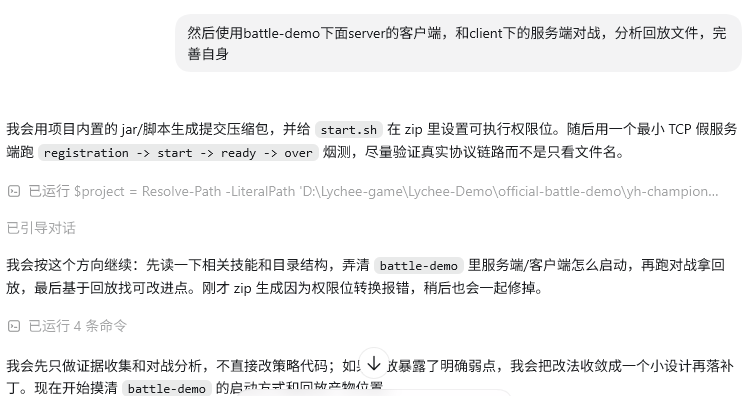 然后使用battle-demo下面server的客户端，和client下的服务端对战，分析回放文件，完
善自身
我会用项目内置的 jar/脚本生成提交压缩包，并给 start.sh 在 zip 里设置可执行权限位。随后用一个最小 TCP 假服务
端跑 registration -> start -> ready -> over 烟测，尽量验证真实协议链路而不是只看文件名。
已运行 $project = Resolve-Path -LiteralPath 'D:\Lychee-game\Lychee-Demo\official-battle-demo\yh-champion...
已引导对话
我会按这个方向继续：先读一下相关技能和目录结构，弄清 battle-demo 里服务端/客户端怎么启动，再跑对战拿回
放，最后基于回放找可改进点。刚才 zip 生成因为权限位转换报错，稍后也会一起修掉。
已运行 4 条命令
我会先只做证据收集和对战分析，不直接改策略代码；如 放暴露了明确弱点，我会把改法收敛成一个小设计再落补
丁。现在开始摸清 battle-demo 的启动方式和回放产物位置